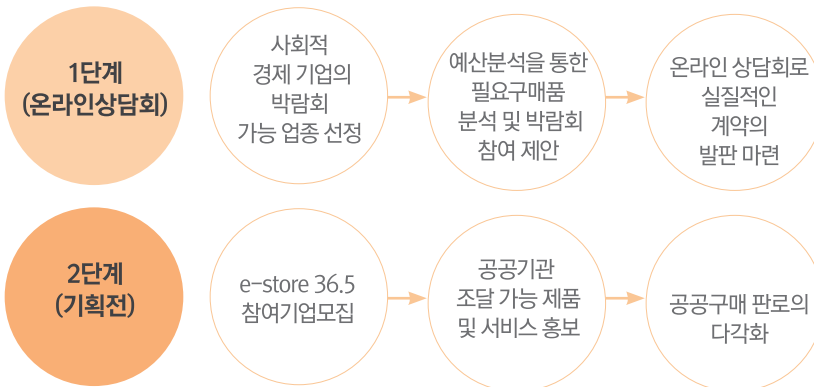 1단계
(온라인상담회)
사회적
경제 기업의
박람회
가능 업종 선정
예산분석을 통한
필요구매품
분석 및 박람회
참여 제안
온라인 상담회로
실질적인
계약의
발판 마련
2단계
(기획전)
e-store 36.5
참여기업모집
공공기관
조달 가능 제품
및 서비스 홍보
공공구매 판로의
다각화